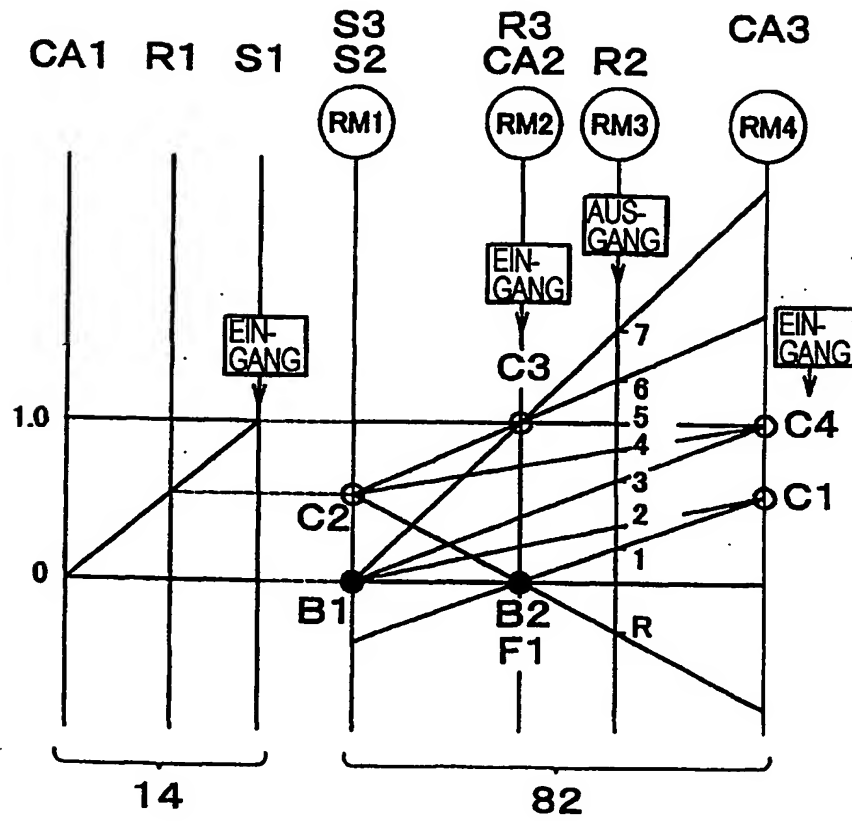 S3
S2
R3
CA2
CA3
CA1
R1
S1
R2
RM1
RM2
RM3
RM4
AUS-
GANG
EIN-
GANG
EIN-
GANG
EIN-
GANG
7
C3
6
1.0
5
C4
4
3
C2
C1
2
0
1
B1
B2
F1
R
14
82